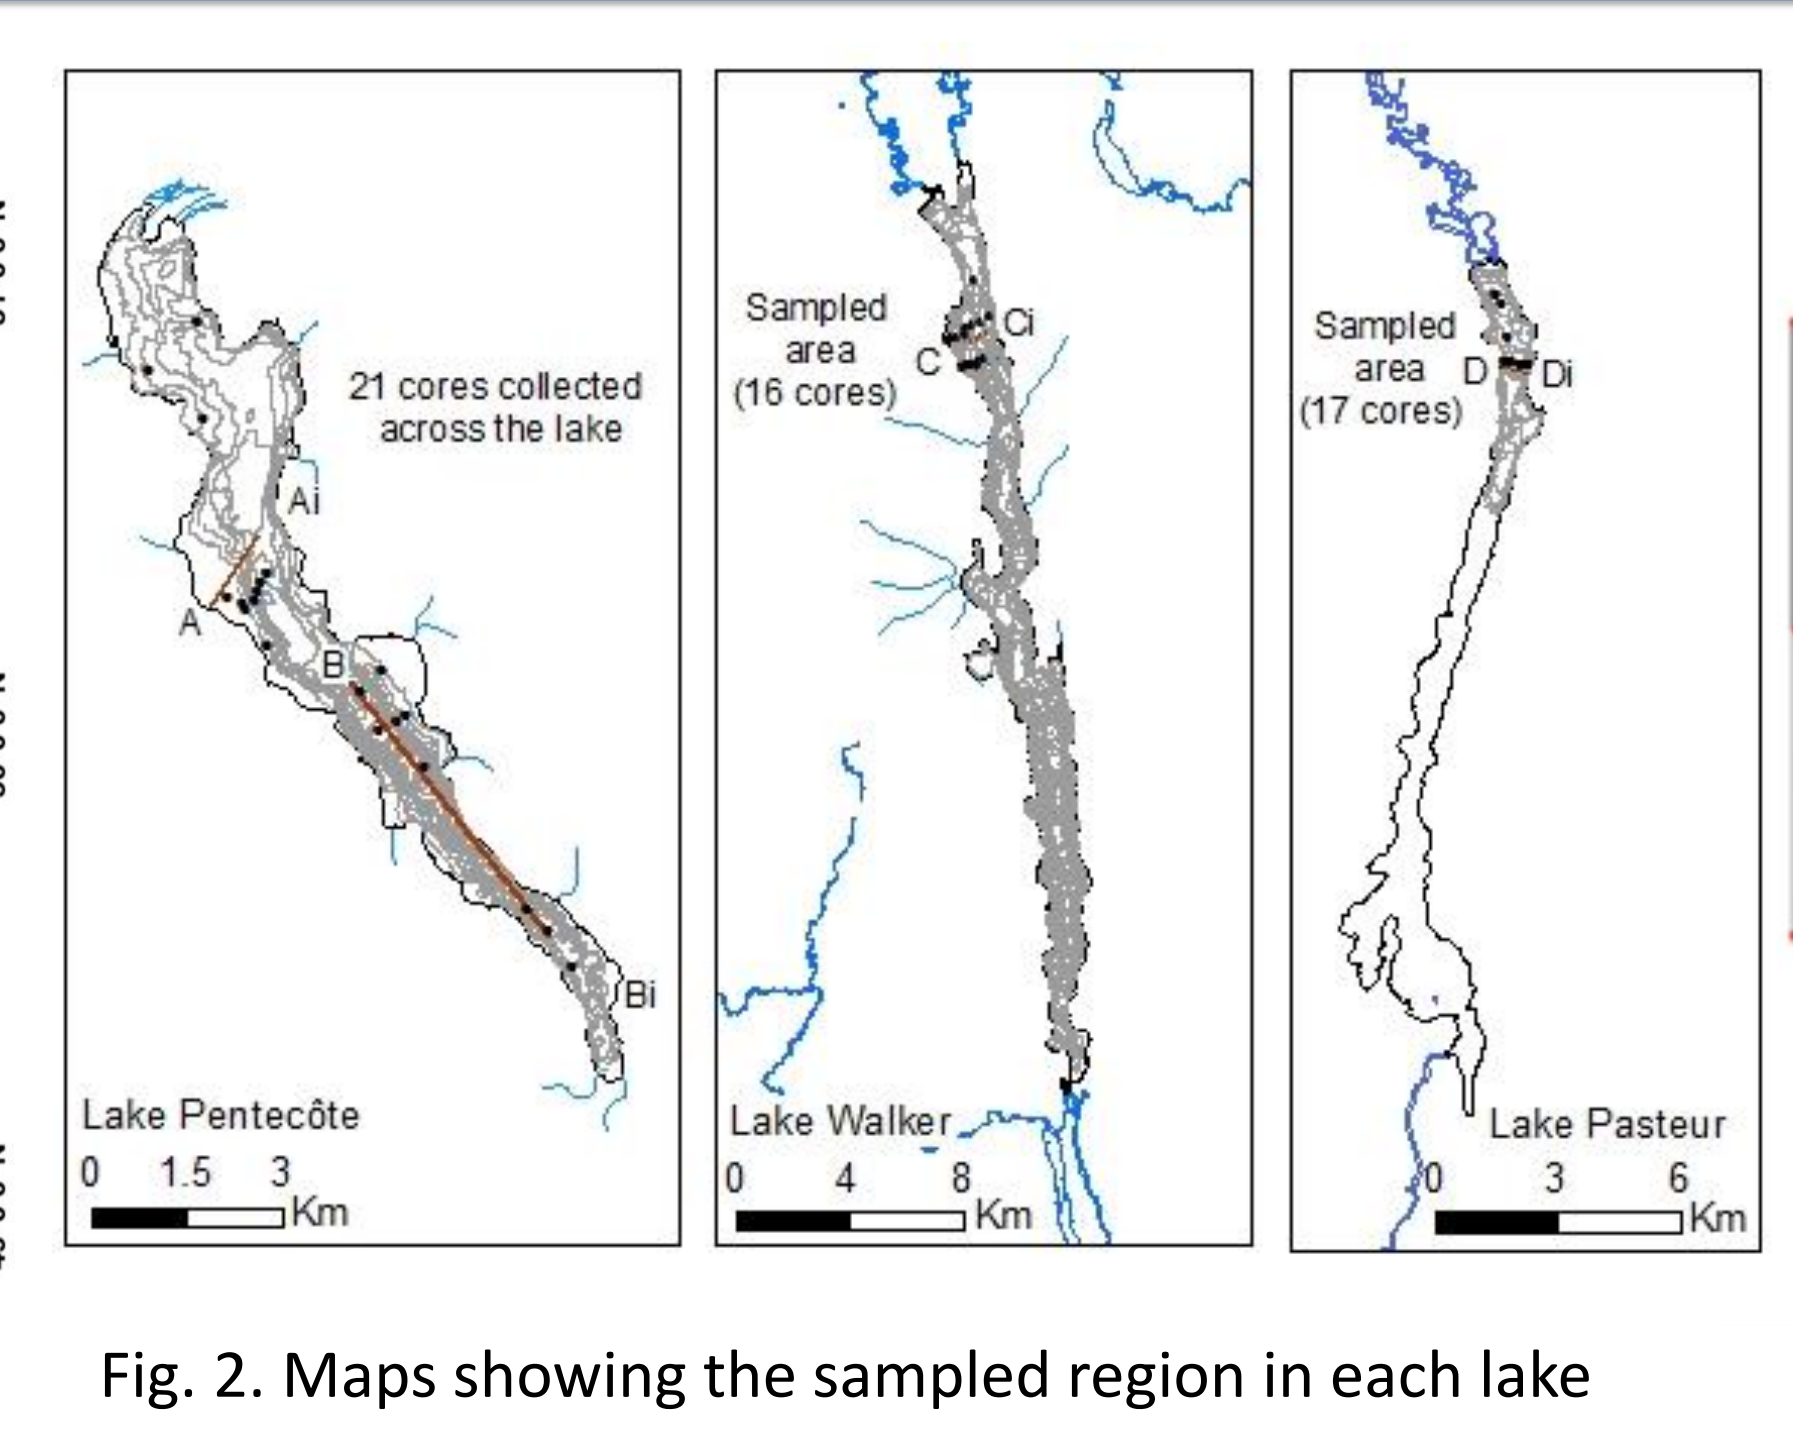 21 cores collected
across the lake
Ai
A
B
Bi
Lake Pentecôte
0 1.5 3
Km
Sampled
area
(16 cores)
Ci
C
Lake Walker
0 4 8
Km
Sampled
area
(17 cores)
D Di
Lake Pasteur
0 3 6
Km
Fig. 2. Maps showing the sampled region in each lake